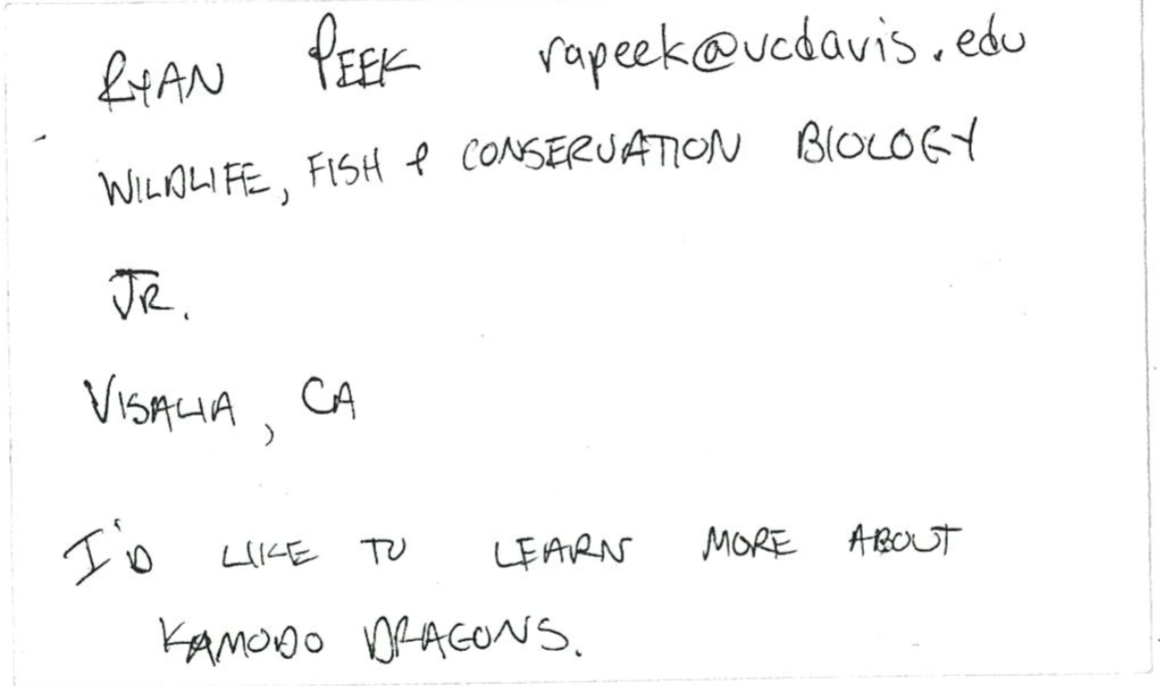 RYAN PEEK rapeek@ucdavis.edu
WILDLIFE, FISH & CONSERVATION BIOLOGY
JR.
VISALIA, CA
I'D LIKE TO LEARN MORE ABOUT
KAMODO DRAGONS.